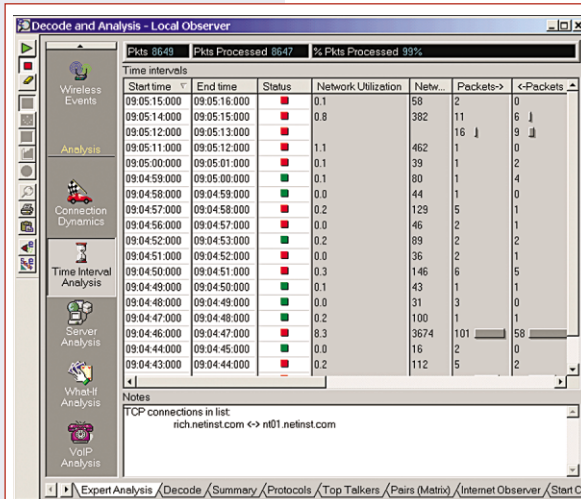 Decode and Analysis - Local Observer
Pkts 8649 Pkts Processed 8647 % Pkts Processed 99%
Time intervals
Start time End time Status Network Utilization Netw... Packets-> <-Packets
09:05:15:000 09:05:16:000 0.1 58 2 0
09:05:14:000 09:05:15:000 0.8 382 11 6
09:05:12:000 09:05:13:000 16 9
09:05:11:000 09:05:12:000 1.1 462 1 0
09:05:00:000 09:05:01:000 0.1 39 1 2
09:04:59:000 09:05:00:000 0.1 80 1 4
09:04:58:000 09:04:59:000 0.0 44 1 0
09:04:57:000 09:04:58:000 0.2 129 5 1
09:04:56:000 09:04:57:000 0.0 46 2 1
09:04:52:000 09:04:53:000 0.2 89 2 2
09:04:51:000 09:04:52:000 0.0 36 2 1
09:04:50:000 09:04:51:000 0.3 146 6 5
09:04:49:000 09:04:50:000 0.1 43 1 1
09:04:48:000 09:04:49:000 0.0 31 3 0
09:04:47:000 09:04:48:000 0.2 100 1 1
09:04:46:000 09:04:47:000 8.3 3674 101 58
09:04:44:000 09:04:45:000 0.0 16 2 0
09:04:43:000 09:04:44:000 0.2 112 5 2
Wireless
Events
Analysis
Connection
Dynamics
Time Interval
Analysis
Server
Analysis
What-If
Analysis
VoIP
Analysis
Notes
TCP connections in list:
rich.netinst.com <-> nt01.netinst.com
Expert Analysis Decode Summary Protocols Top Talkers Pairs (Matrix) Internet Observer Start C